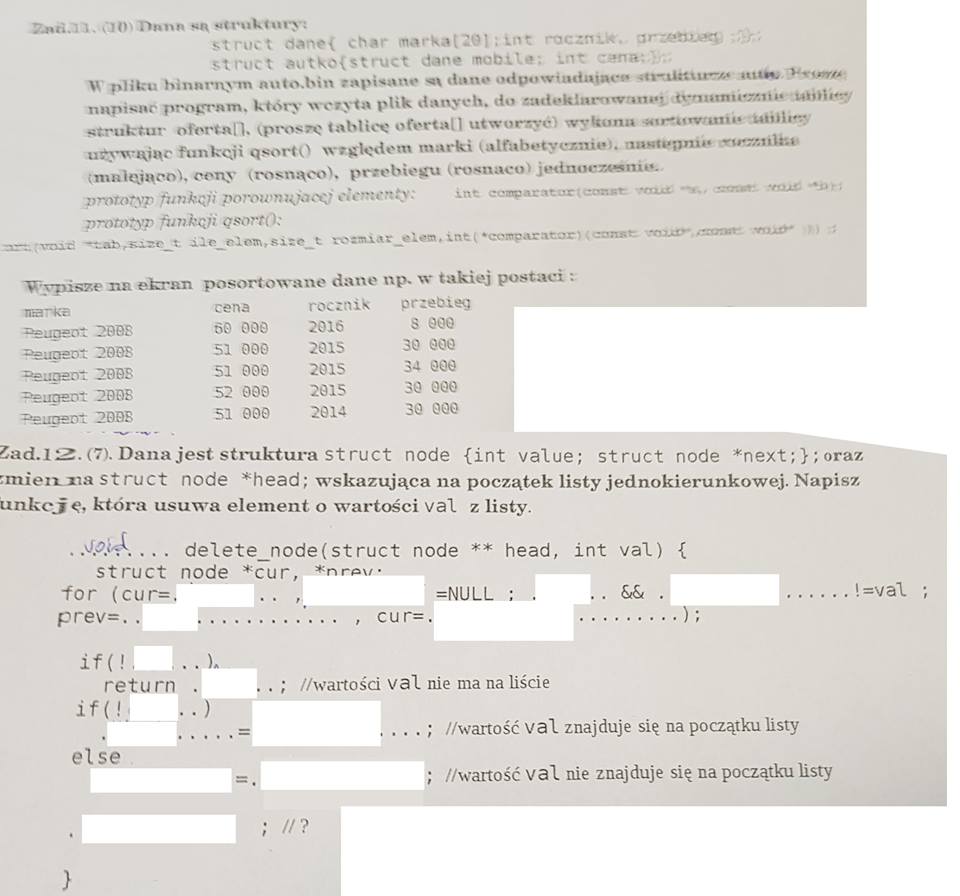 Zad.11. (10) Dana są struktury:
struct dane{ char marka[20];int rocznik, przebieg ;};
struct autko{struct dane mobile; int cena;};
W pliku binarnym auto.bin zapisane są dane odpowiadające strukturze auto. Proszę
napisać program, który wczyta plik danych, do zadeklarowanej dynamicznie tablicy
struktur oferta[], (proszę tablicę oferta[] utworzyć) wykona sortowanie tablicy
używając funkcji qsort() względem marki (alfabetycznie), następnie rocznika
(malejąco), ceny (rosnąco), przebiegu (rosnaco) jednocześnie.
prototyp funkcji porownujacej elementy: int comparator(const void *a, const void *b);
prototyp funkcji qsort():
ort(void *tab,size_t ile_elem,size_t rozmiar_elem,int(*comparator)(const void*,const void* )) ;
Wypisze na ekran posortowane dane np. w takiej postaci :
marka cena rocznik przebieg
Peugeot 2008 60 000 2016 8 000
Peugeot 2008 51 000 2015 30 000
Peugeot 2008 51 000 2015 34 000
Peugeot 2008 52 000 2015 30 000
Peugeot 2008 51 000 2014 30 000
Zad.12. (7). Dana jest struktura struct node {int value; struct node *next;};oraz
zmienna struct node *head; wskazująca na początek listy jednokierunkowej. Napisz
funkcję, która usuwa element o wartości val z listy.
void delete_node(struct node ** head, int val) {
struct node *cur, *prev;
for (cur=. .. , =NULL ; . .. && . ......!=val ;
prev=.. ............. , cur=. .........);
if(! ..)
return . ..; //wartości val nie ma na liście
if(! ..)
. .....= ....; //wartość val znajduje się na początku listy
else
=. ; //wartość val nie znajduje się na początku listy
. ; // ?
}